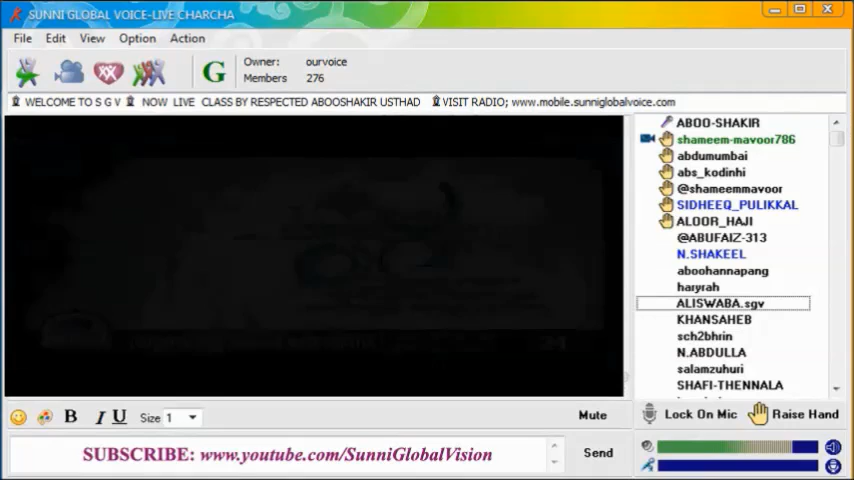 SUNNI GLOBAL VOICE-LIVE CHARCHA
File Edit View Option Action
G Owner: ourvoice
Members 276
WELCOME TO S G V NOW LIVE CLASS BY RESPECTED ABOOSHAKIR USTHAD VISIT RADIO; www.mobile.sunniglobalvoice.com
ABOO-SHAKIR
shameem-mavoor786
abdumumbai
abs_kodinhi
@shameemmavoor
SIDHEEQ_PULIKKAL
ALOOR_HAJI
@ABUFAIZ-313
N.SHAKEEL
aboohannapang
haryrah
ALISWABA.sgv
KHANSAHEB
sch2bhrin
N.ABDULLA
salamzuhuri
SHAFI-THENNALA
B I U Size 1 Mute Lock On Mic Raise Hand
SUBSCRIBE: www.youtube.com/SunniGlobalVision Send